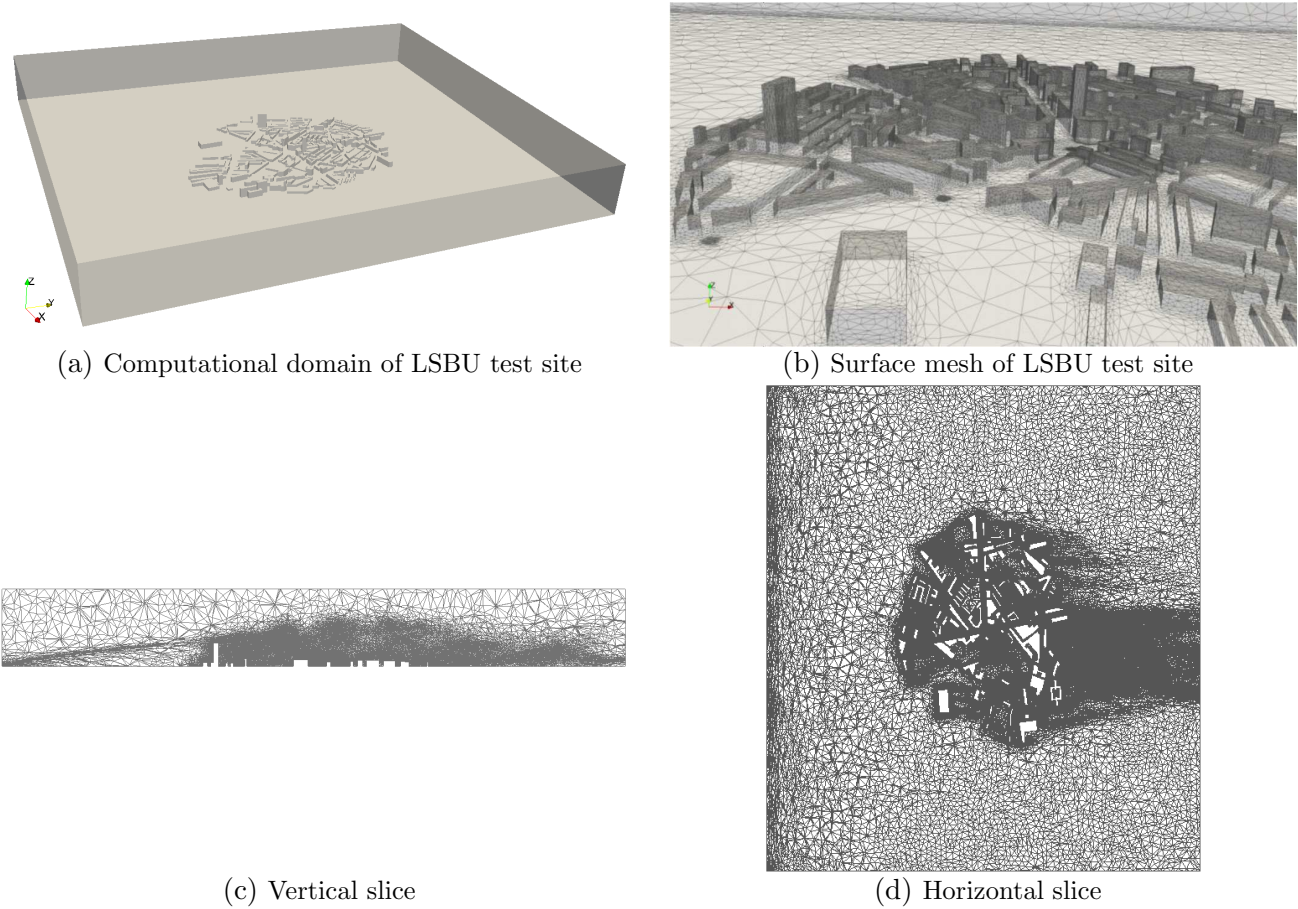 Z
Y
X
Z
Y
X
(a) Computational domain of LSBU test site
(b) Surface mesh of LSBU test site
(c) Vertical slice
(d) Horizontal slice